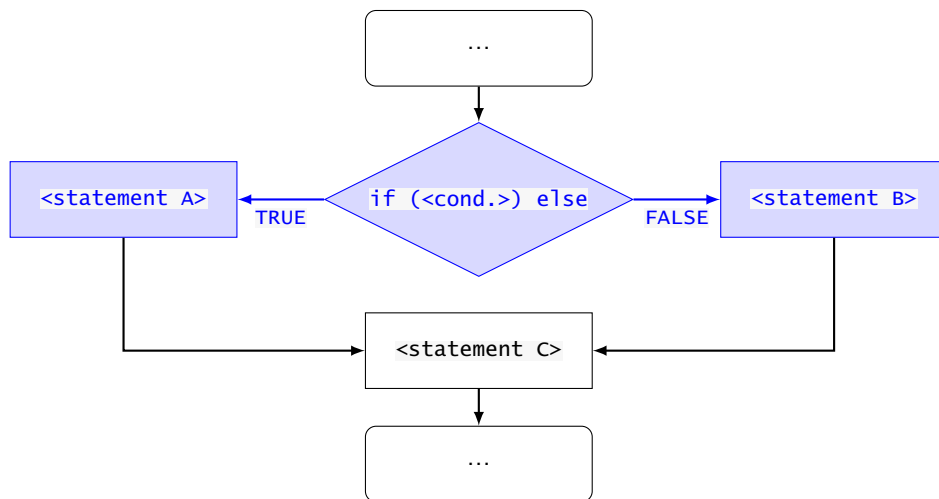 ...
if (<cond.>) else
<statement A>
TRUE
FALSE
<statement B>
<statement C>
...